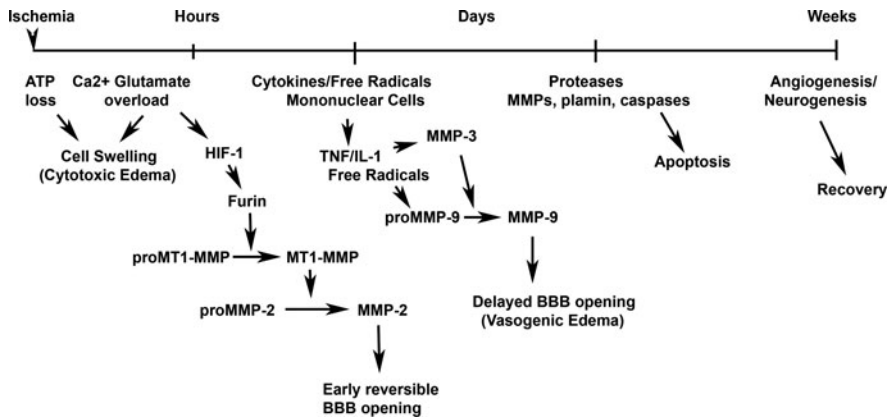 Ischemia Hours Days Weeks
ATP Ca2+ Glutamate Cytokines/Free Radicals Proteases Angiogenesis/
loss overload Mononuclear Cells MMPs, plamin, caspases Neurogenesis
Cell Swelling HIF-1 TNF/IL-1 MMP-3 Apoptosis
(Cytotoxic Edema) Free Radicals Recovery
Furin proMMP-9 MMP-9
proMT1-MMP MT1-MMP
proMMP-2 MMP-2 Delayed BBB opening
(Vasogenic Edema)
Early reversible
BBB opening